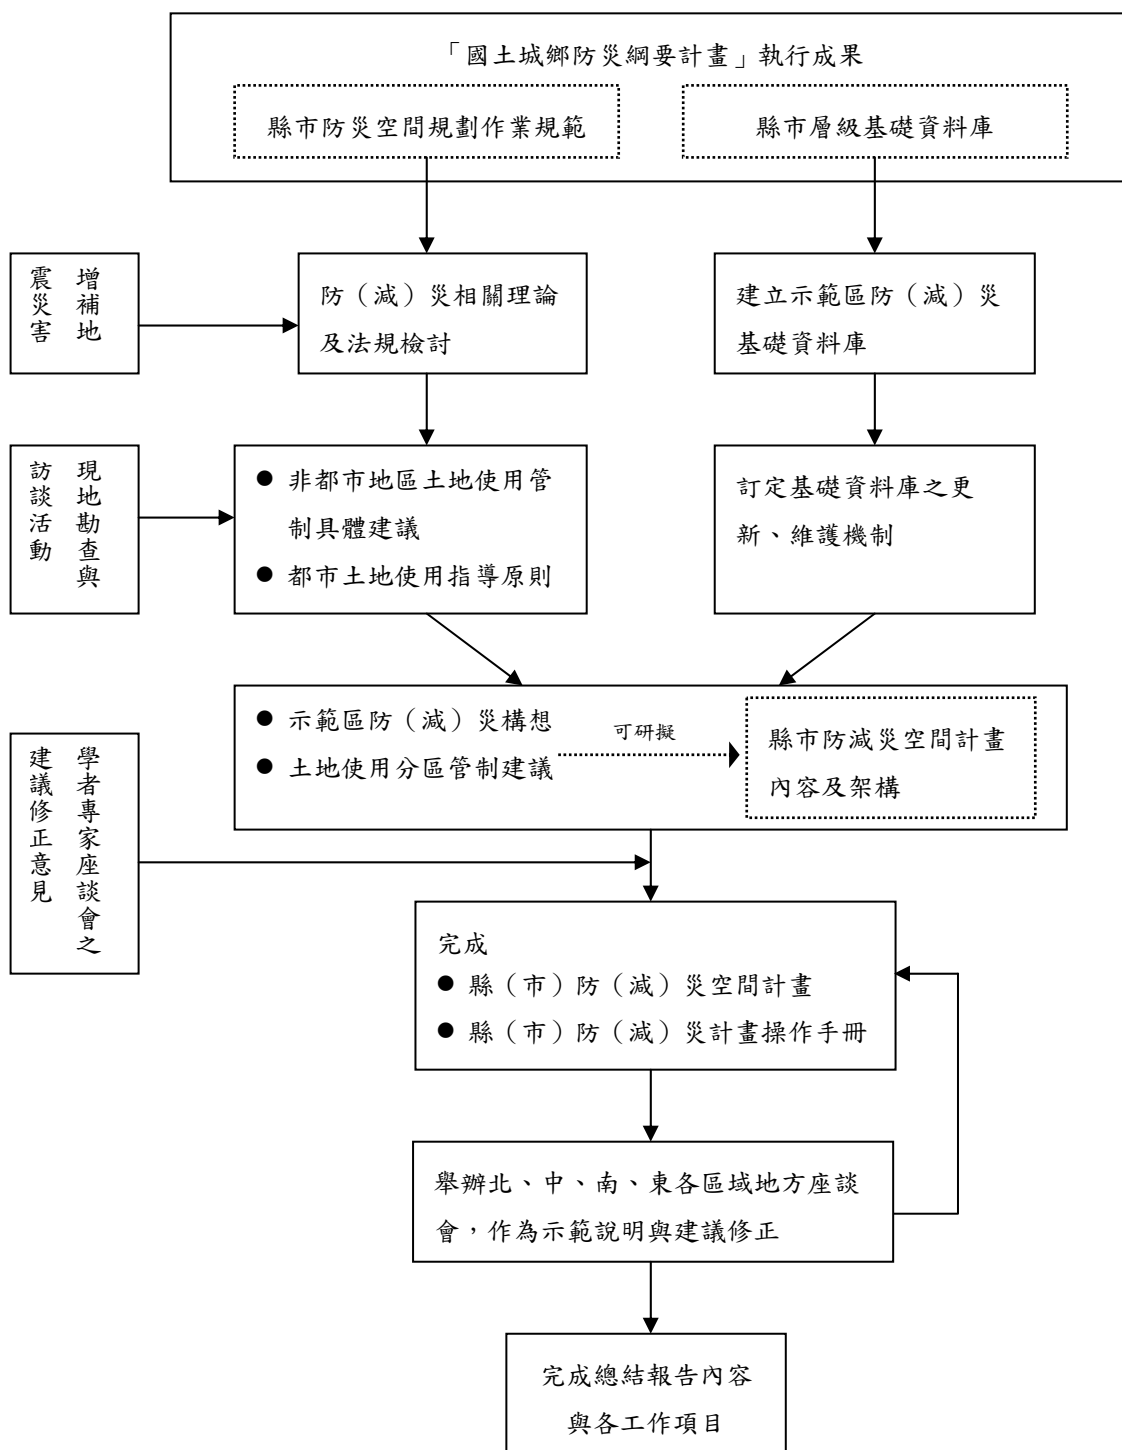 「國土城鄉防災綱要計畫」執行成果
縣市防災空間規劃作業規範
縣市層級基礎資料庫
增補地
震災害
防（減）災相關理論
及法規檢討
建立示範區防（減）災
基礎資料庫
現地勘查與
訪談活動
● 非都市地區土地使用管
制具體建議
● 都市土地使用指導原則
訂定基礎資料庫之更
新、維護機制
● 示範區防（減）災構想
● 土地使用分區管制建議
可研擬
縣市防減災空間計畫
內容及架構
學者專家座談會之
建議修正意見
完成
● 縣（市）防（減）災空間計畫
● 縣（市）防（減）災計畫操作手冊
舉辦北、中、南、東各區域地方座談
會，作為示範說明與建議修正
完成總結報告內容
與各工作項目